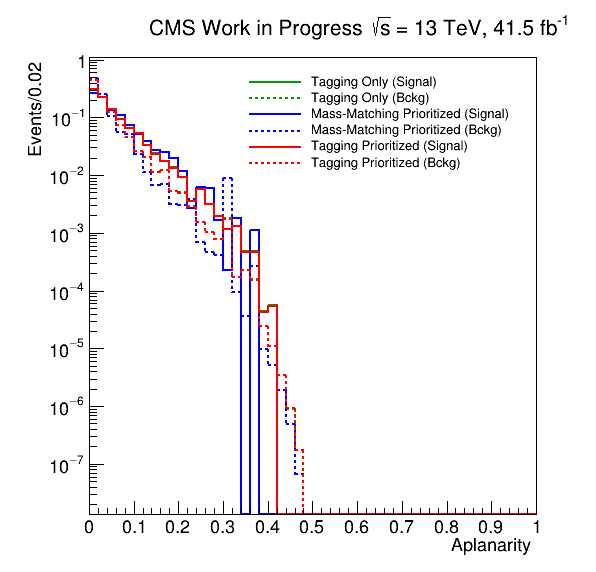 CMS Work in Progress √s = 13 TeV, 41.5 fb⁻¹
Events/0.02
Tagging Only (Signal)
Tagging Only (Bckg)
Mass-Matching Prioritized (Signal)
Mass-Matching Prioritized (Bckg)
Tagging Prioritized (Signal)
Tagging Prioritized (Bckg)
1
10⁻¹
10⁻²
10⁻³
10⁻⁴
10⁻⁵
10⁻⁶
10⁻⁷
0 0.1 0.2 0.3 0.4 0.5 0.6 0.7 0.8 0.9 1
Aplanarity